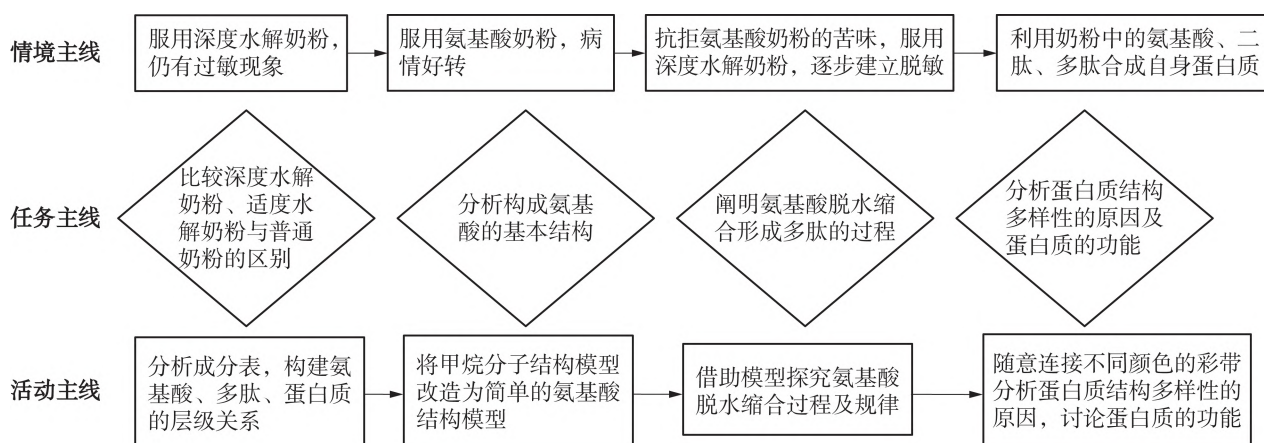 情境主线
服用深度水解奶粉，
仍有过敏现象
服用氨基酸奶粉，病
情好转
抗拒氨基酸奶粉的苦味，服用
深度水解奶粉，逐步建立脱敏
利用奶粉中的氨基酸、二
肽、多肽合成自身蛋白质
任务主线
比较深度水解
奶粉、适度水
解奶粉与普通
奶粉的区别
分析构成氨基
酸的基本结构
阐明氨基酸脱水缩
合形成多肽的过程
分析蛋白质结构
多样性的原因及
蛋白质的功能
活动主线
分析成分表，构建氨
基酸、多肽、蛋白质
的层级关系
将甲烷分子结构模型
改造为简单的氨基酸
结构模型
借助模型探究氨基酸
脱水缩合过程及规律
随意连接不同颜色的彩带
分析蛋白质结构多样性的
原因，讨论蛋白质的功能